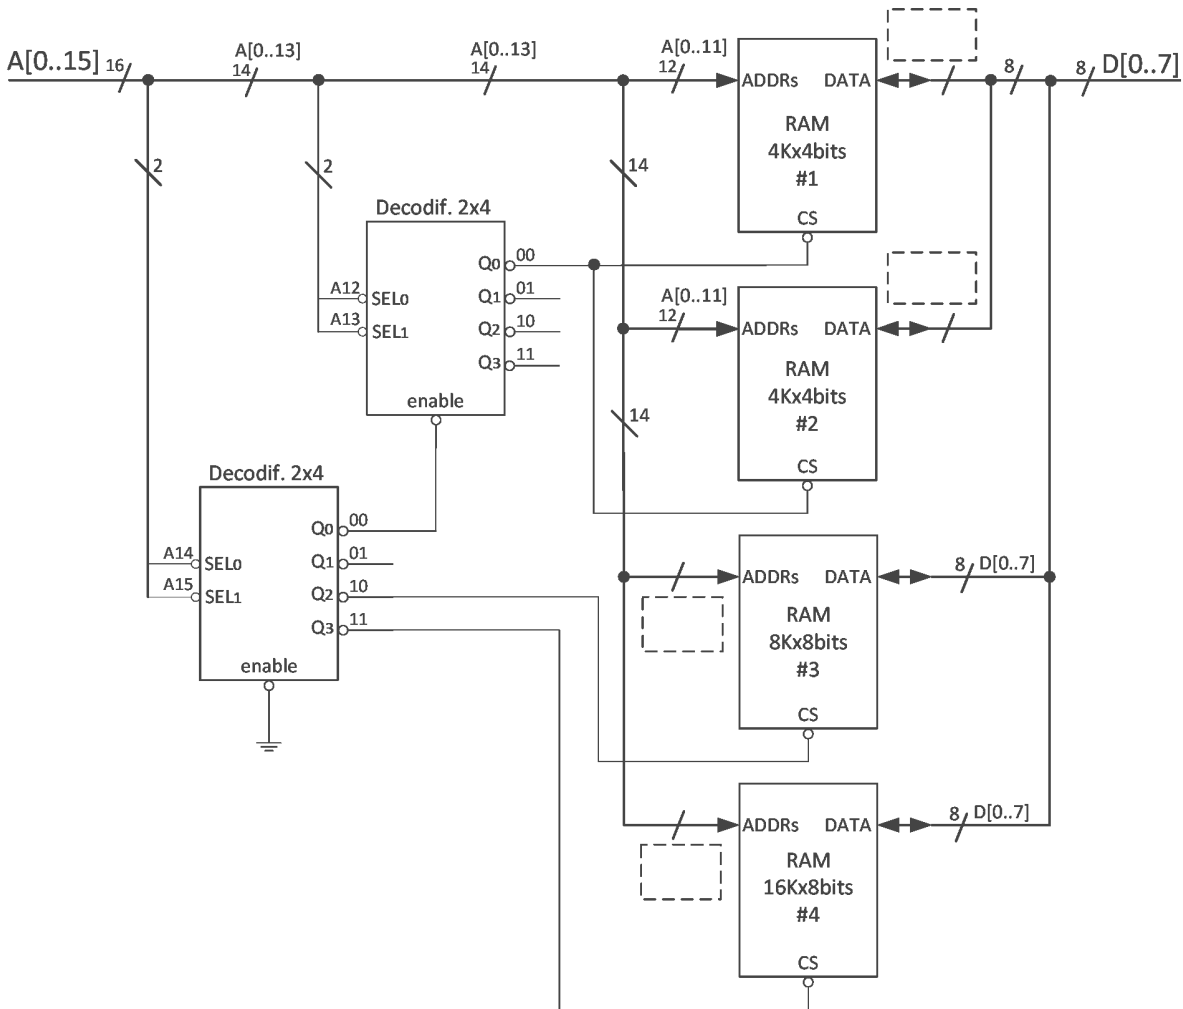 A[0..15]
16
A[0..13]
14
A[0..13]
14
A[0..11]
12
ADDRs
DATA
RAM
4Kx4bits
#1
CS
8
8
D[0..7]
2
2
14
Decodif. 2x4
A12
SEL0
A13
SEL1
Q0
00
Q1
01
Q2
10
Q3
11
enable
A[0..11]
12
ADDRs
DATA
RAM
4Kx4bits
#2
CS
14
Decodif. 2x4
A14
SEL0
A15
SEL1
Q0
00
Q1
01
Q2
10
Q3
11
enable
ADDRs
DATA
RAM
8Kx8bits
#3
CS
8
D[0..7]
ADDRs
DATA
RAM
16Kx8bits
#4
CS
8
D[0..7]